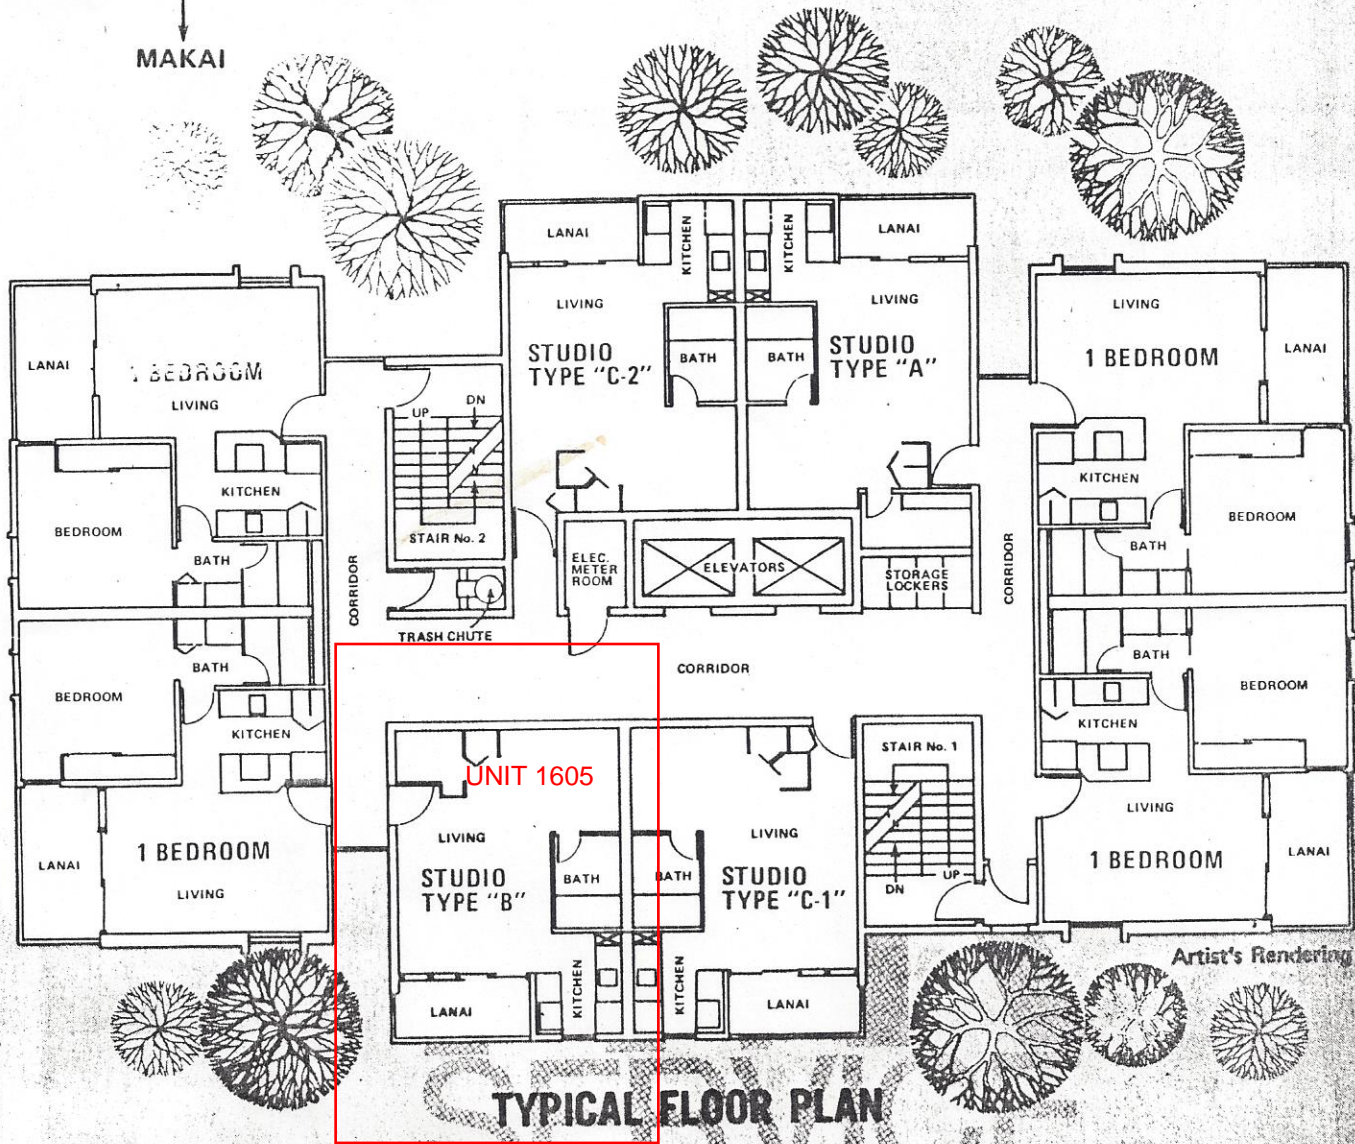 MAKAI
LANAI
KITCHEN
KITCHEN
LANAI
LIVING
LIVING
STUDIO
TYPE "C-2"
BATH
BATH
STUDIO
TYPE "A"
LANAI
1 BEDROOM
LIVING
LIVING
1 BEDROOM
LANAI
UP
DN
KITCHEN
BEDROOM
BATH
STAIR No. 2
CORRIDOR
ELEC.
METER
ROOM
ELEVATORS
STORAGE
LOCKERS
CORRIDOR
KITCHEN
BEDROOM
BATH
TRASH CHUTE
CORRIDOR
BATH
BEDROOM
KITCHEN
BATH
BEDROOM
KITCHEN
UNIT 1605
STAIR No. 1
LIVING
STUDIO
TYPE "B"
BATH
BATH
LIVING
STUDIO
TYPE "C-1"
DN
UP
LANAI
1 BEDROOM
LIVING
LIVING
1 BEDROOM
LANAI
LANAI
KITCHEN
KITCHEN
LANAI
Artist's Rendering
SERVICE
TYPICAL FLOOR PLAN